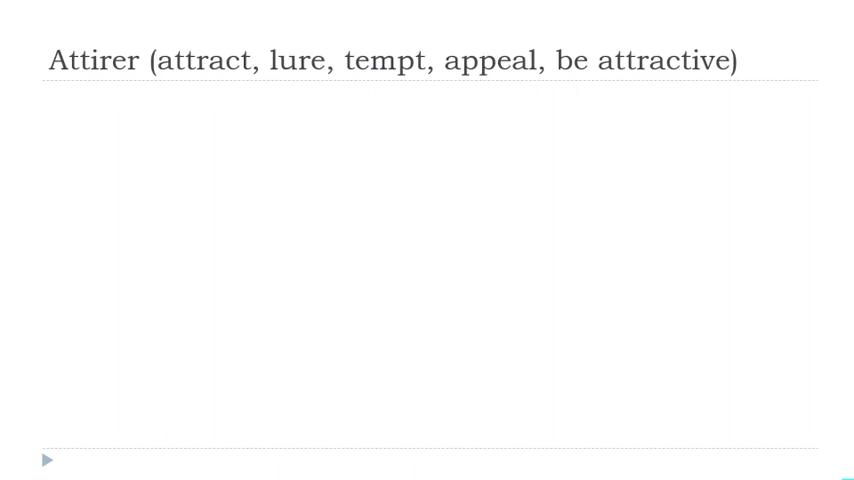 Attirer (attract, lure, tempt, appeal, be attractive)